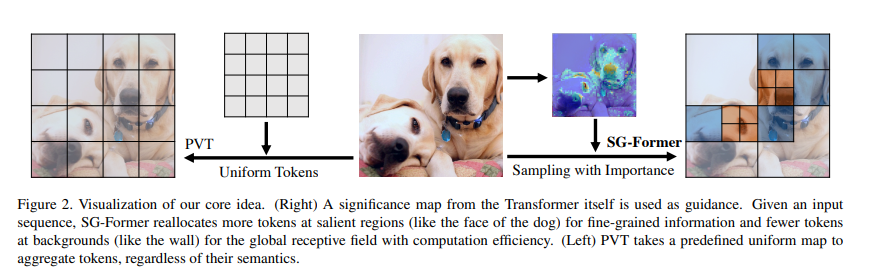 PVT
Uniform Tokens
SG-Former
Sampling with Importance
Figure 2. Visualization of our core idea. (Right) A significance map from the Transformer itself is used as guidance. Given an input
sequence, SG-Former reallocates more tokens at salient regions (like the face of the dog) for fine-grained information and fewer tokens
at backgrounds (like the wall) for the global receptive field with computation efficiency. (Left) PVT takes a predefined uniform map to
aggregate tokens, regardless of their semantics.